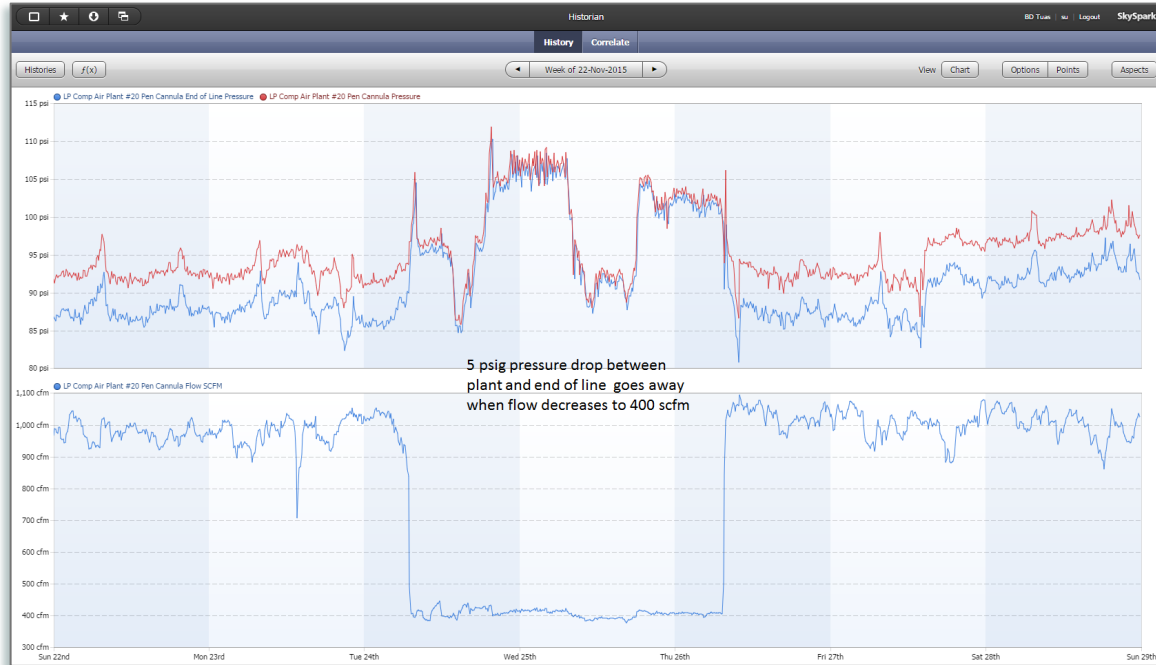 Historian
BD Tuas | su | Logout SkySpark
History Correlate
Histories f(x) ◄ Week of 22-Nov-2015 ► View Chart Options Points Aspects
LP Comp Air Plant #20 Pen Cannula End of Line Pressure LP Comp Air Plant #20 Pen Cannula Pressure
115 psi
110 psi
105 psi
100 psi
95 psi
90 psi
85 psi
80 psi
5 psig pressure drop between
plant and end of line goes away
when flow decreases to 400 scfm
LP Comp Air Plant #20 Pen Cannula Flow SCFM
1,100 cfm
1,000 cfm
900 cfm
800 cfm
700 cfm
600 cfm
500 cfm
400 cfm
300 cfm
Sun 22nd Mon 23rd Tue 24th Wed 25th Thu 26th Fri 27th Sat 28th Sun 29th